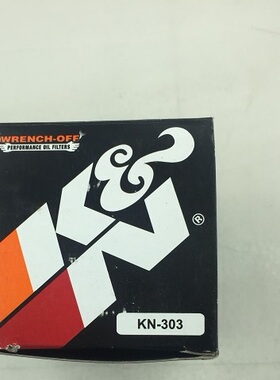 WRENCH-OFF
PERFORMANCE OIL FILTERS
K&N®
KN-303